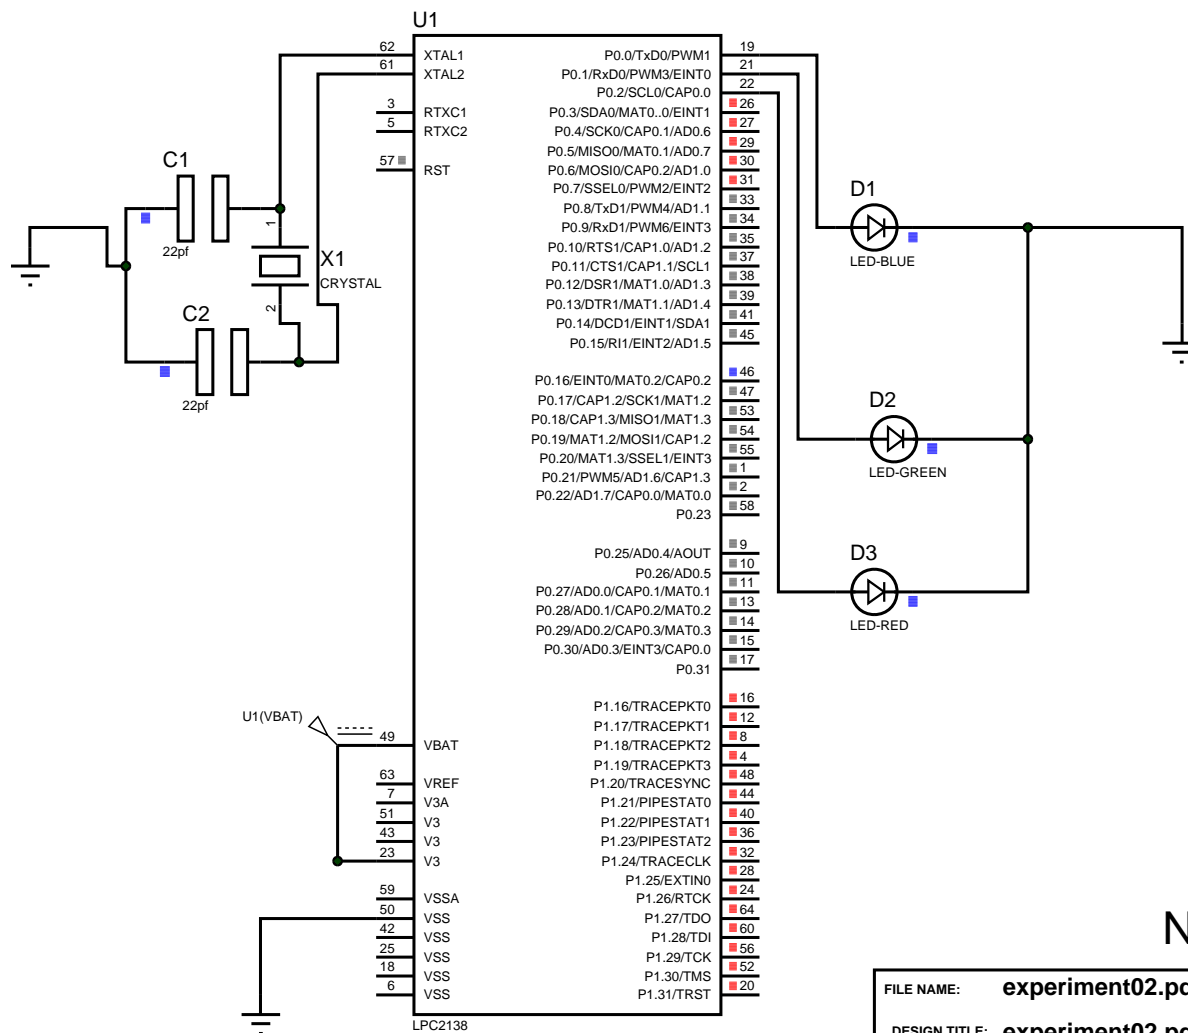 U1
62 XTAL1
61 XTAL2
3 RTXC1
5 RTXC2
57 RST
49 VBAT
63 VREF
7 V3A
51 V3
43 V3
23 V3
59 VSSA
50 VSS
42 VSS
25 VSS
18 VSS
6 VSS
P0.0/TxD0/PWM1 19
P0.1/RxD0/PWM3/EINT0 21
P0.2/SCL0/CAP0.0 22
P0.3/SDA0/MAT0..0/EINT1 26
P0.4/SCK0/CAP0.1/AD0.6 27
P0.5/MISO0/MAT0.1/AD0.7 29
P0.6/MOSI0/CAP0.2/AD1.0 30
P0.7/SSEL0/PWM2/EINT2 31
P0.8/TxD1/PWM4/AD1.1 33
P0.9/RxD1/PWM6/EINT3 34
P0.10/RTS1/CAP1.0/AD1.2 35
P0.11/CTS1/CAP1.1/SCL1 37
P0.12/DSR1/MAT1.0/AD1.3 38
P0.13/DTR1/MAT1.1/AD1.4 39
P0.14/DCD1/EINT1/SDA1 41
P0.15/RI1/EINT2/AD1.5 45
P0.16/EINT0/MAT0.2/CAP0.2 46
P0.17/CAP1.2/SCK1/MAT1.2 47
P0.18/CAP1.3/MISO1/MAT1.3 53
P0.19/MAT1.2/MOSI1/CAP1.2 54
P0.20/MAT1.3/SSEL1/EINT3 55
P0.21/PWM5/AD1.6/CAP1.3 1
P0.22/AD1.7/CAP0.0/MAT0.0 2
P0.23 58
P0.25/AD0.4/AOUT 9
P0.26/AD0.5 10
P0.27/AD0.0/CAP0.1/MAT0.1 11
P0.28/AD0.1/CAP0.2/MAT0.2 13
P0.29/AD0.2/CAP0.3/MAT0.3 14
P0.30/AD0.3/EINT3/CAP0.0 15
P0.31 17
P1.16/TRACEPKT0 16
P1.17/TRACEPKT1 12
P1.18/TRACEPKT2 8
P1.19/TRACEPKT3 4
P1.20/TRACESYNC 48
P1.21/PIPESTAT0 44
P1.22/PIPESTAT1 40
P1.23/PIPESTAT2 36
P1.24/TRACECLK 32
P1.25/EXTIN0 28
P1.26/RTCK 24
P1.27/TDO 64
P1.28/TDI 60
P1.29/TCK 56
P1.30/TMS 52
P1.31/TRST 20
LPC2138
C1
22pf
C2
22pf
1
X1
CRYSTAL
2
U1(VBAT)
D1
LED-BLUE
D2
LED-GREEN
D3
LED-RED
N
FILE NAME: experiment02.pd
DESIGN TITLE: experiment02.pd